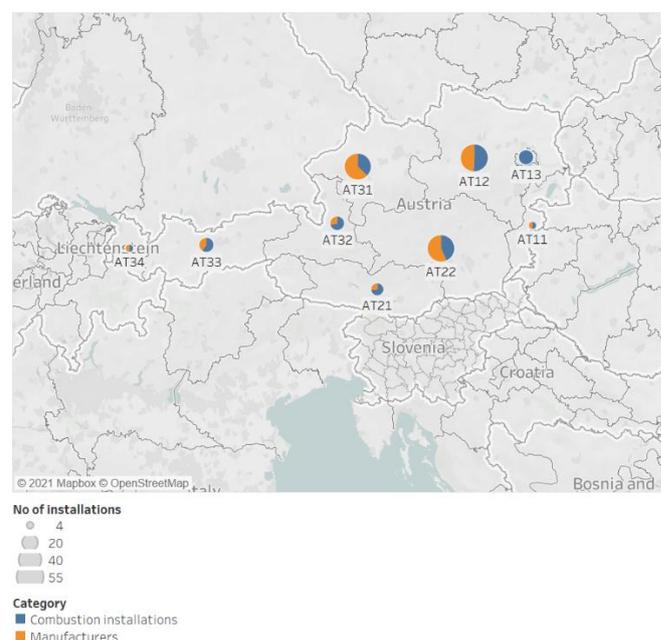 Baden
Württemberg
AT31
AT12
AT13
Austria
AT32
AT11
Liechtenstein
AT34
AT33
AT22
erland
AT21
Slovenia
Croatia
© 2021 Mapbox © OpenStreetMap
taly
Bosnia and
No of installations
4
20
40
55
Category
Combustion installations
Manufacturers